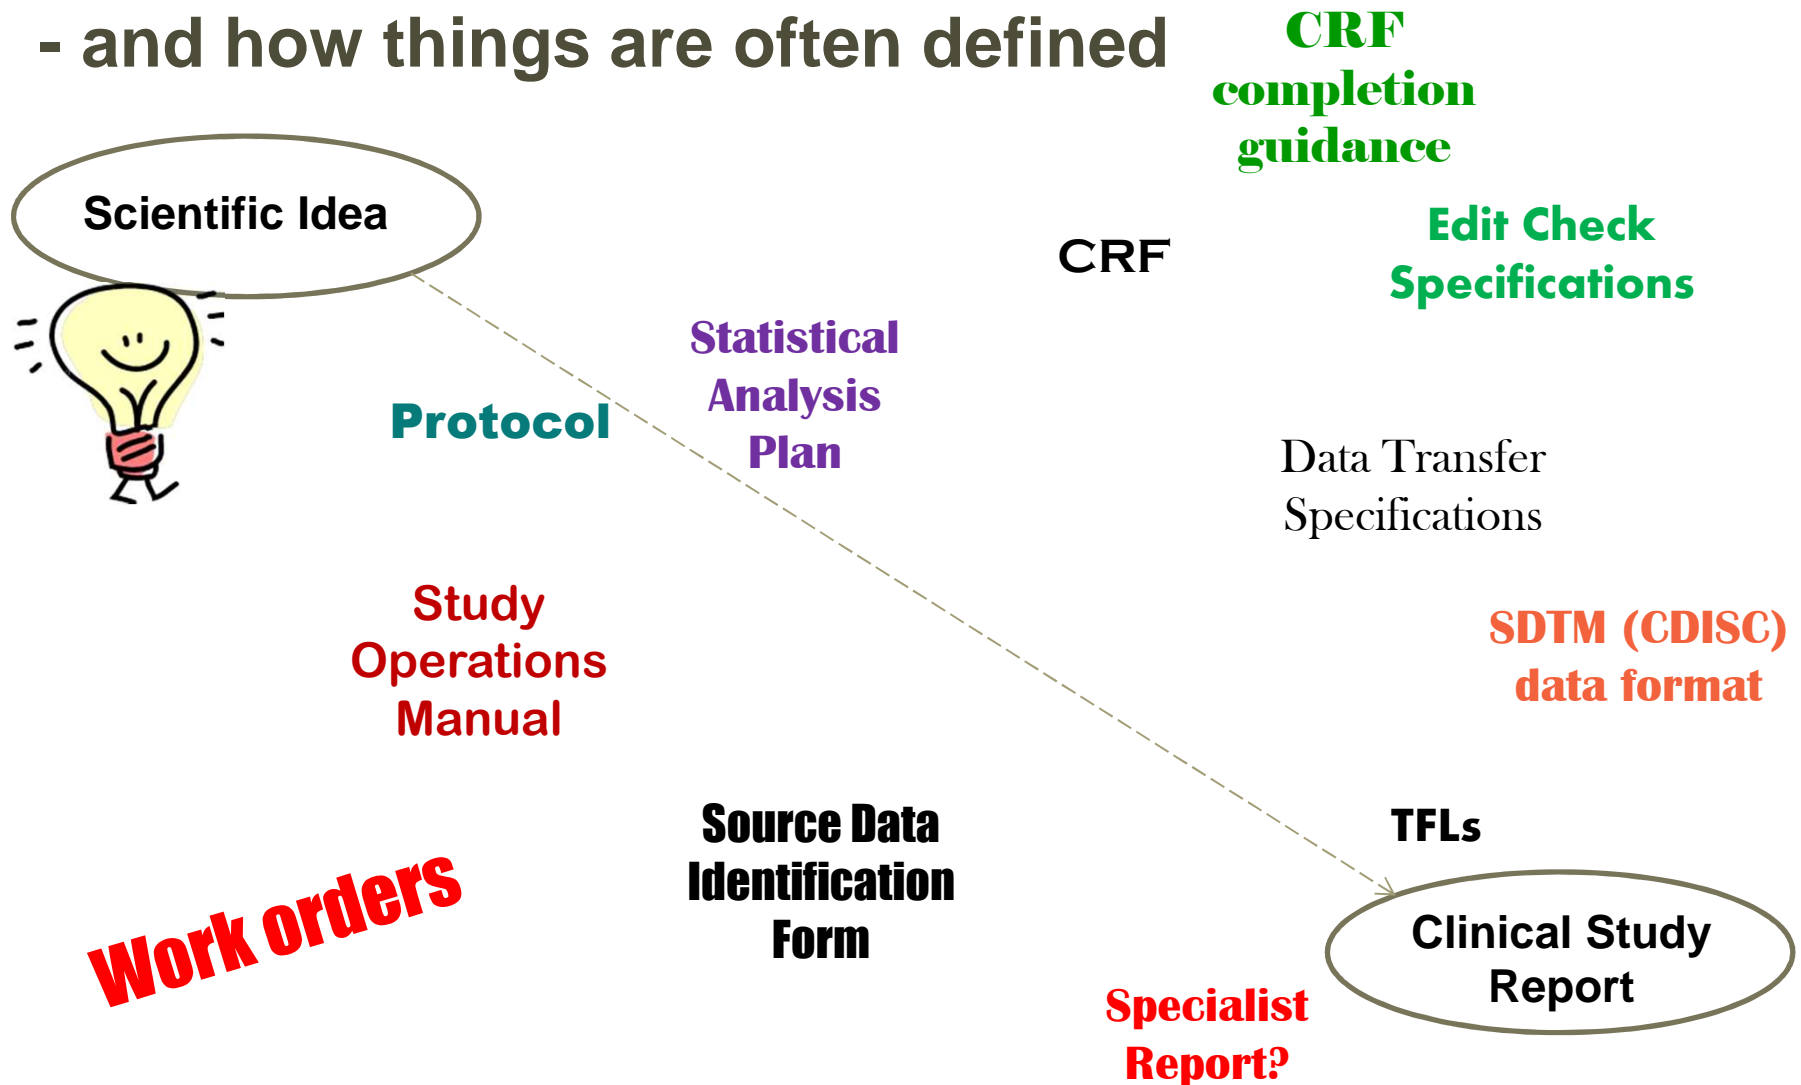 - and how things are often defined
CRF
completion
guidance
Scientific Idea
Edit Check
Specifications
CRF
Statistical
Analysis
Plan
Protocol
Data Transfer
Specifications
Study
Operations
Manual
SDTM (CDISC)
data format
Source Data
Identification
Form
TFLs
Work orders
Clinical Study
Report
Specialist
Report?